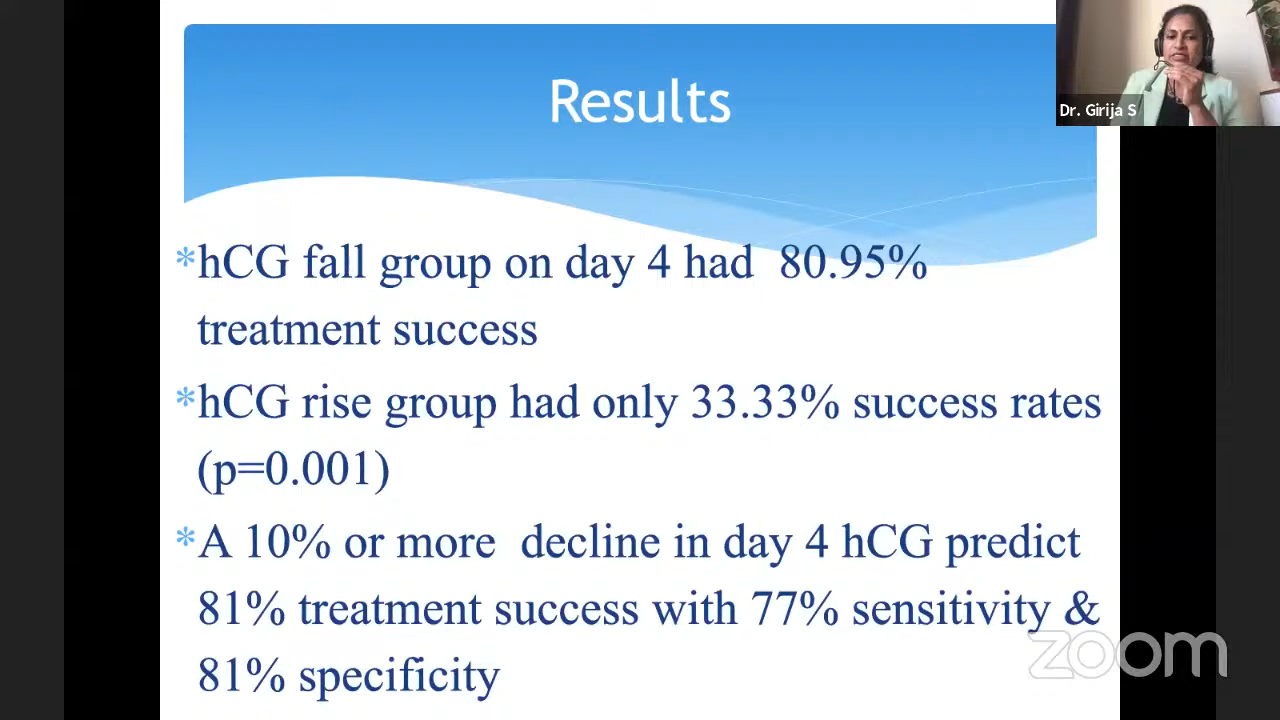 Results
Dr. Girija S
*hCG fall group on day 4 had 80.95%
treatment success
*hCG rise group had only 33.33% success rates
(p=0.001)
*A 10% or more decline in day 4 hCG predict
81% treatment success with 77% sensitivity &
81% specificity
zoom